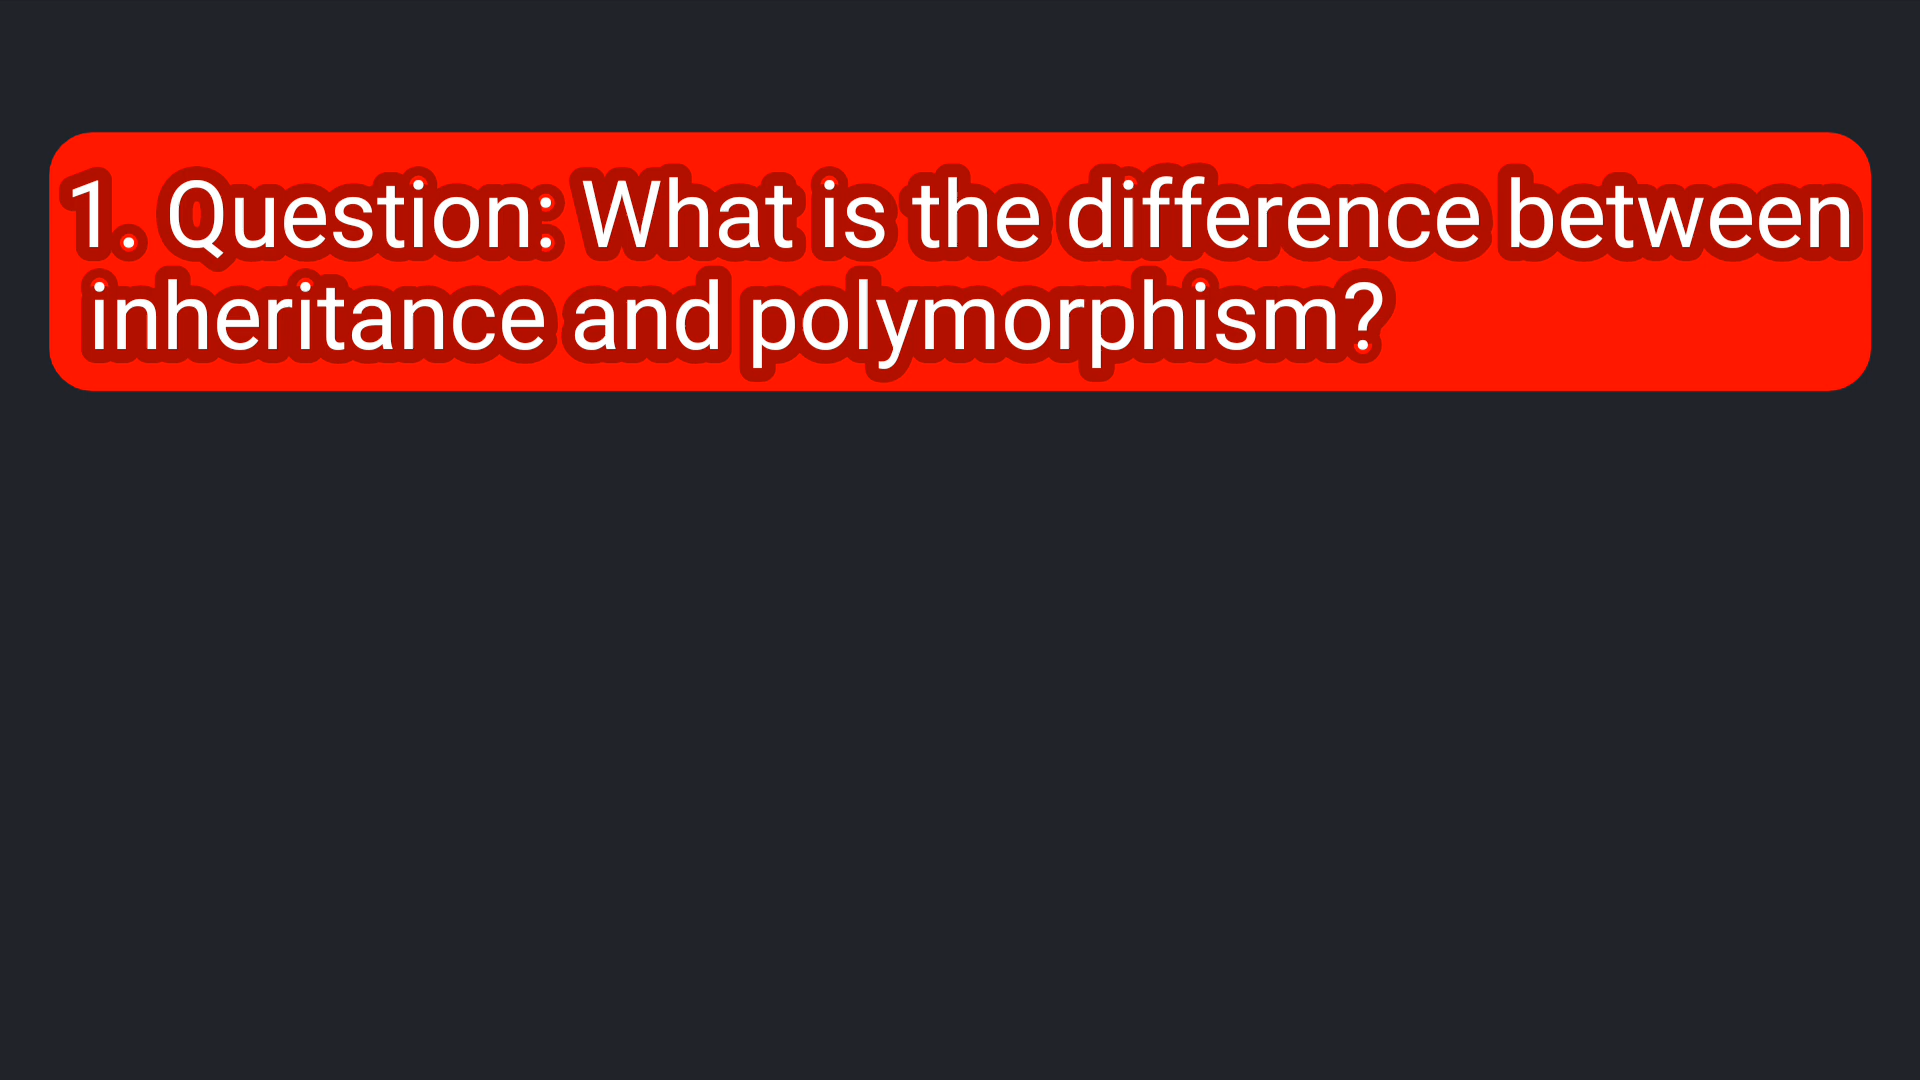 1. Question: What is the difference between
inheritance and polymorphism?